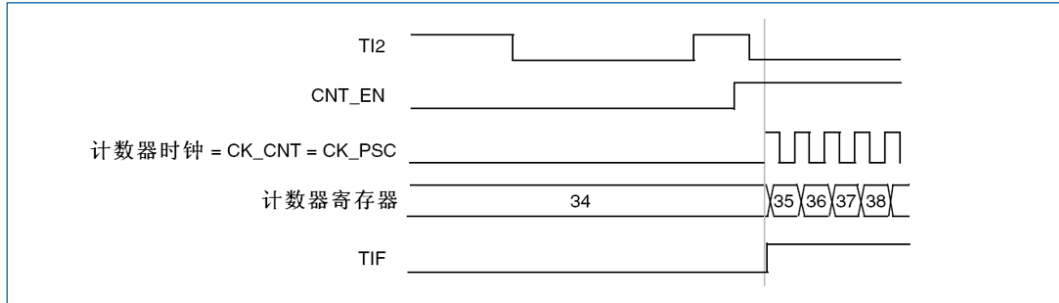 TI2
CNT_EN
计数器时钟 = CK_CNT = CK_PSC
计数器寄存器 34 35 36 37 38
TIF